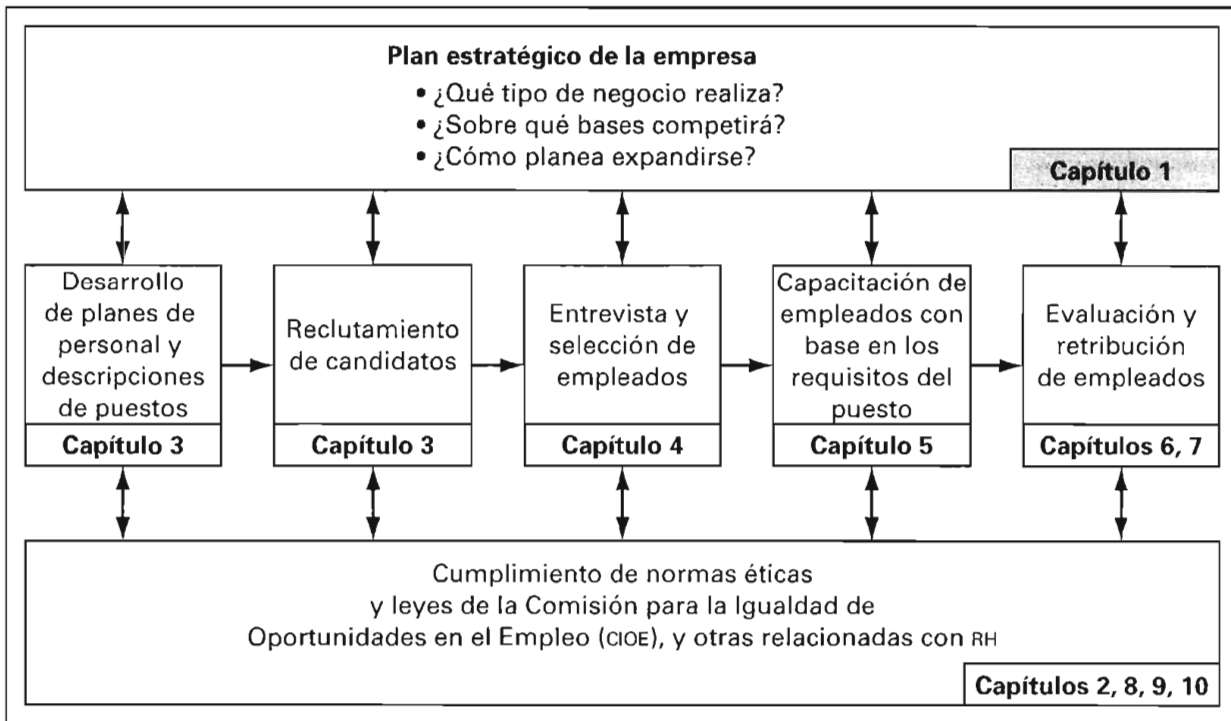 Plan estratégico de la empresa
• ¿Qué tipo de negocio realiza?
• ¿Sobre qué bases competirá?
• ¿Cómo planea expandirse?
Capítulo 1
Desarrollo
de planes de
personal y
descripciones
de puestos
Capítulo 3
Reclutamiento
de candidatos
Capítulo 3
Entrevista y
selección de
empleados
Capítulo 4
Capacitación de
empleados con
base en los
requisitos del
puesto
Capítulo 5
Evaluación y
retribución
de empleados
Capítulos 6, 7
Cumplimiento de normas éticas
y leyes de la Comisión para la Igualdad de
Oportunidades en el Empleo (CIOE), y otras relacionadas con RH
Capítulos 2, 8, 9, 10